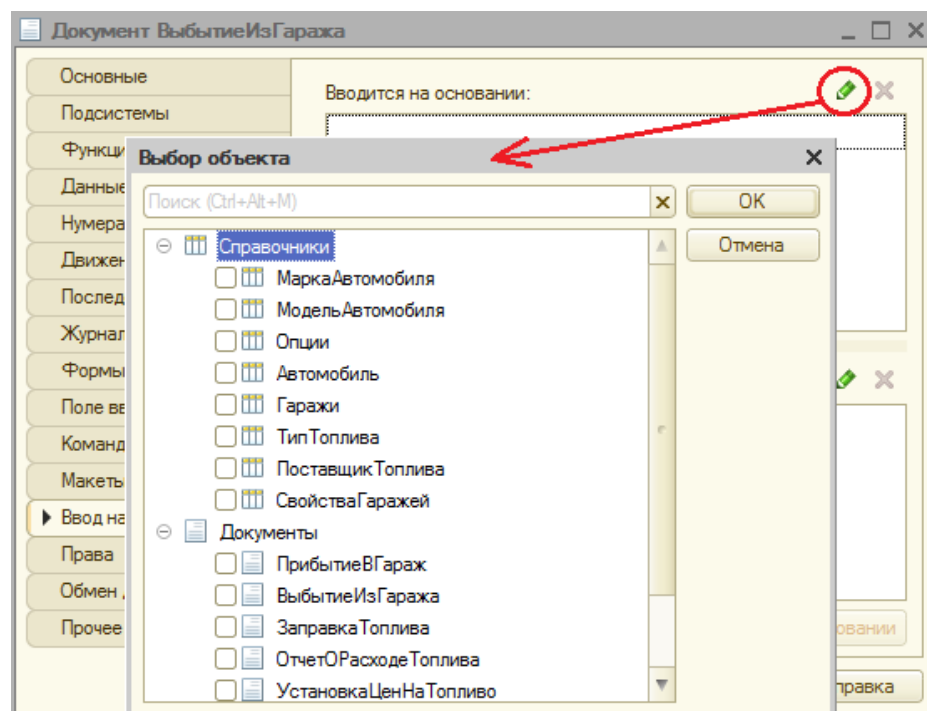 Документ ВыбытиеИзГаража
Основные
Подсистемы
Функци
Данные
Нумера
Движен
Послед
Журнал
Формы
Поле вв
Команд
Макеты
Ввод на
Права
Обмен
Прочее
Вводится на основании:
Выбор объекта
Поиск (Ctrl+Alt+M)
OK
Отмена
Справочники
МаркаАвтомобиля
МодельАвтомобиля
Опции
Автомобиль
Гаражи
ТипТоплива
ПоставщикТоплива
СвойстваГаражей
Документы
ПрибытиеВГараж
ВыбытиеИзГаража
ЗаправкаТоплива
ОтчетОРасходеТоплива
УстановкаЦенНаТопливо
овании
правка